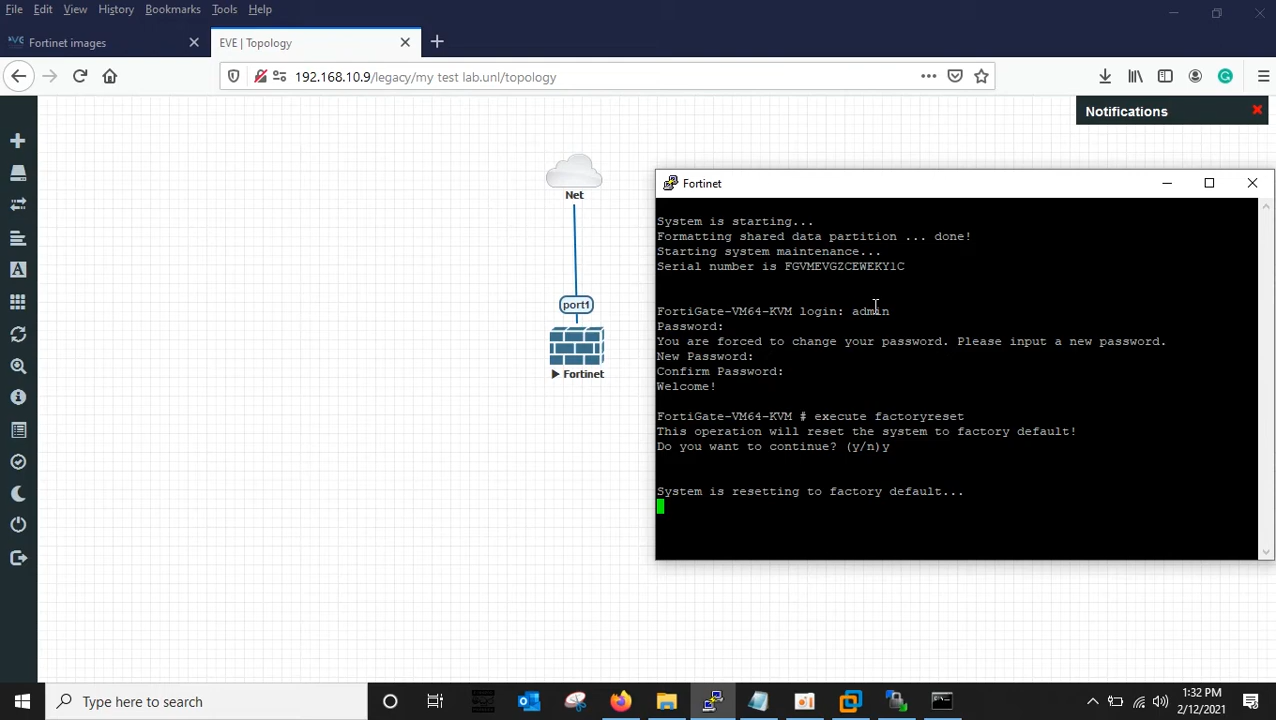 File Edit View History Bookmarks Tools Help
Fortinet images
EVE | Topology
192.168.10.9/legacy/my test lab.unl/topology
Notifications
Net
port1
Fortinet
Fortinet
System is starting...
Formatting shared data partition ... done!
Starting system maintenance...
Serial number is FGVMEVGZCEWEKY1C
FortiGate-VM64-KVM login: admin
Password:
You are forced to change your password. Please input a new password.
New Password:
Confirm Password:
Welcome!
FortiGate-VM64-KVM # execute factoryreset
This operation will reset the system to factory default!
Do you want to continue? (y/n)y
System is resetting to factory default...
Type here to search
1:32 PM
2/12/2021